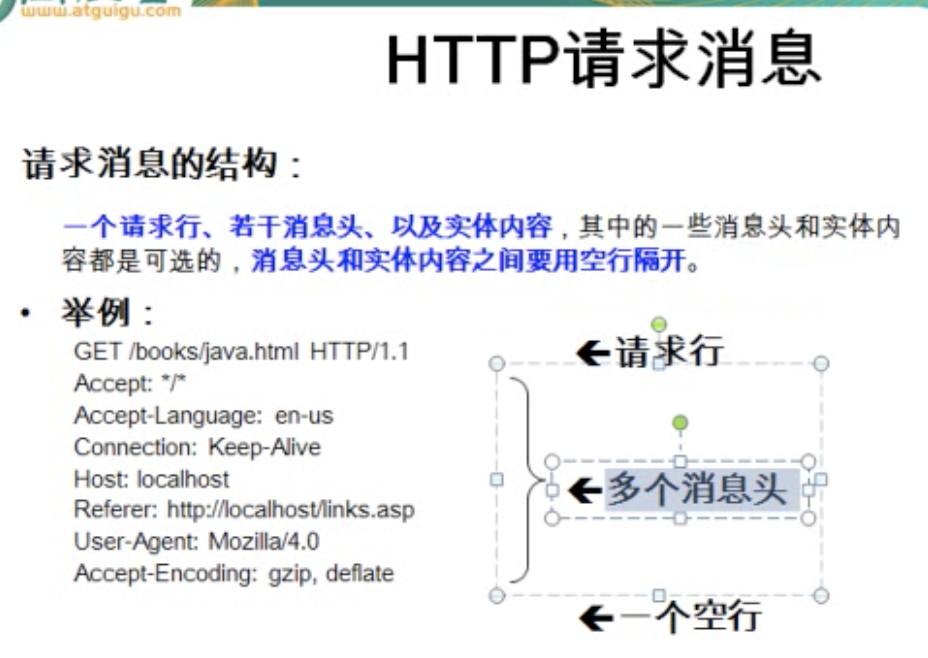 www.atguigu.com
HTTP请求消息
请求消息的结构：
一个请求行、若干消息头、以及实体内容，其中的一些消息头和实体内
容都是可选的，消息头和实体内容之间要用空行隔开。
• 举例：
GET /books/java.html HTTP/1.1
←请求行
Accept: */*
Accept-Language: en-us
Connection: Keep-Alive
Host: localhost
←多个消息头
Referer: http://localhost/links.asp
User-Agent: Mozilla/4.0
Accept-Encoding: gzip, deflate
←一个空行